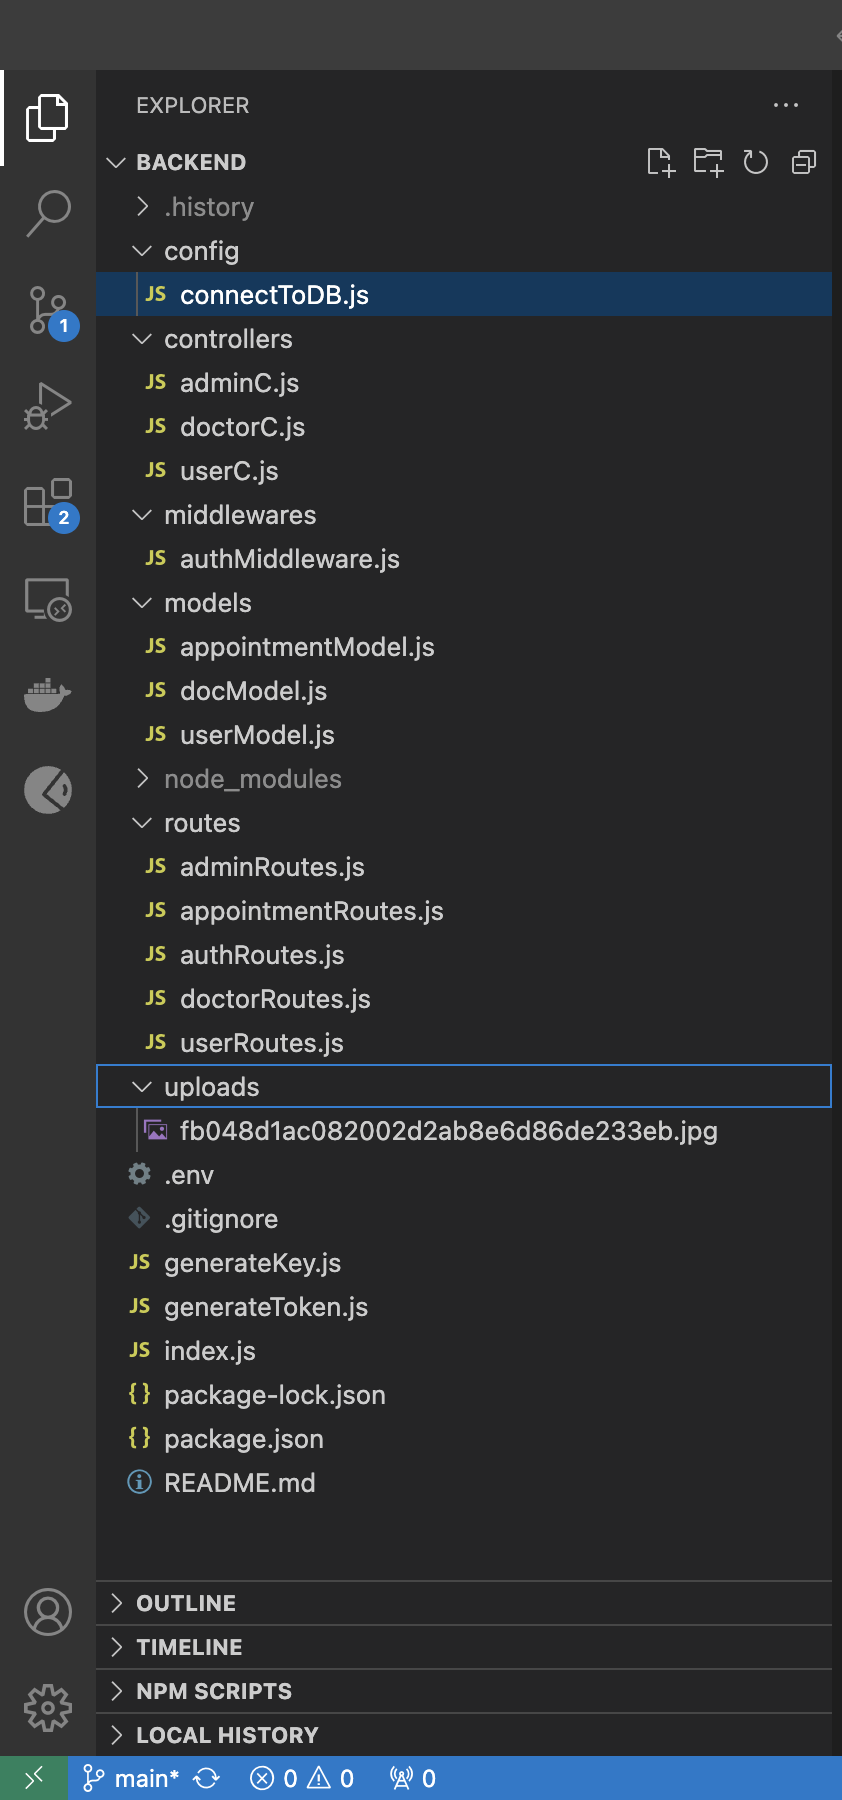 EXPLORER
BACKEND
.history
config
JS connectToDB.js
controllers
JS adminC.js
JS doctorC.js
JS userC.js
middlewares
JS authMiddleware.js
models
JS appointmentModel.js
JS docModel.js
JS userModel.js
node_modules
routes
JS adminRoutes.js
JS appointmentRoutes.js
JS authRoutes.js
JS doctorRoutes.js
JS userRoutes.js
uploads
fb048d1ac082002d2ab8e6d86de233eb.jpg
.env
.gitignore
JS generateKey.js
JS generateToken.js
JS index.js
{} package-lock.json
{} package.json
README.md
1
2
OUTLINE
TIMELINE
NPM SCRIPTS
LOCAL HISTORY
main* 0 0 0